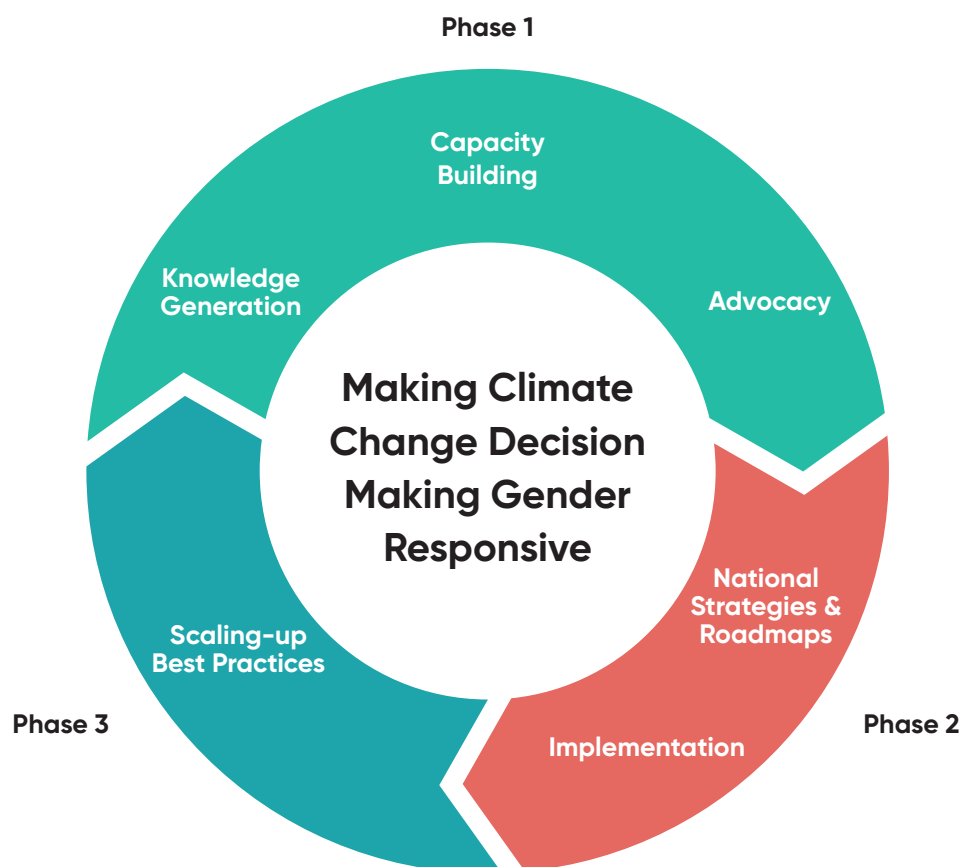 Phase 1
Capacity
Building
Knowledge
Generation
Advocacy
Making Climate
Change Decision
Making Gender
Responsive
National
Strategies &
Roadmaps
Implementation
Phase 2
Scaling-up
Best Practices
Phase 3